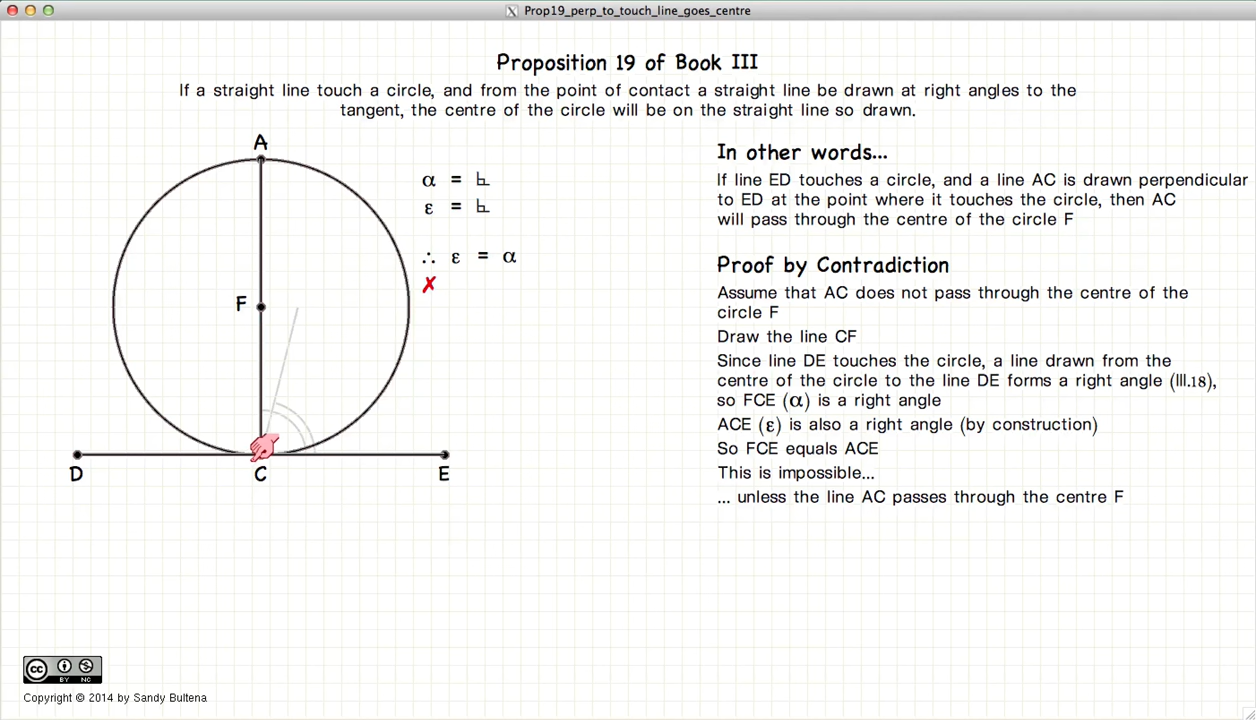 Prop19_perp_to_touch_line_goes_centre
Proposition 19 of Book III
If a straight line touch a circle, and from the point of contact a straight line be drawn at right angles to the
tangent, the centre of the circle will be on the straight line so drawn.
A
F
D
C
E
α = ⊾
ε = ⊾
∴ ε = α
✗
In other words...
If line ED touches a circle, and a line AC is drawn perpendicular
to ED at the point where it touches the circle, then AC
will pass through the centre of the circle F
Proof by Contradiction
Assume that AC does not pass through the centre of the
circle F
Draw the line CF
Since line DE touches the circle, a line drawn from the
centre of the circle to the line DE forms a right angle (III.18),
so FCE (α) is a right angle
ACE (ε) is also a right angle (by construction)
So FCE equals ACE
This is impossible...
... unless the line AC passes through the centre F
cc
BY NC
Copyright © 2014 by Sandy Bultena